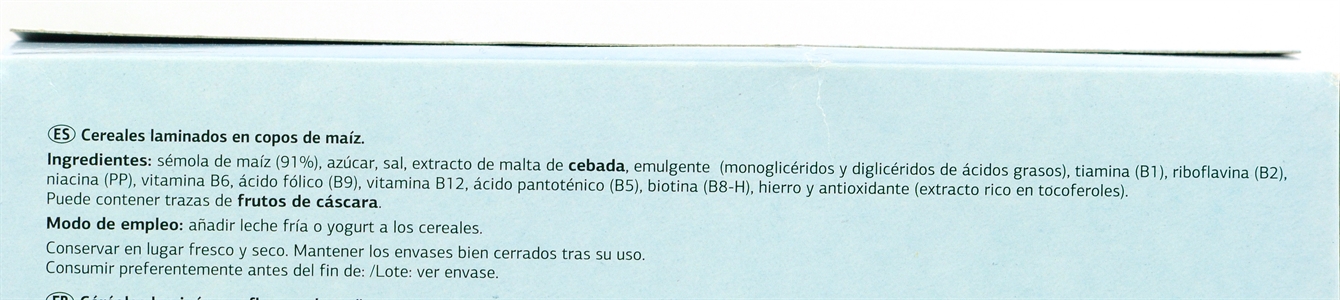 ES Cereales laminados en copos de maíz.
Ingredientes: sémola de maíz (91%), azúcar, sal, extracto de malta de cebada, emulgente (monoglicéridos y diglicéridos de ácidos grasos), tiamina (B1), riboflavina (B2),
niacina (PP), vitamina B6, ácido fólico (B9), vitamina B12, ácido pantoténico (B5), biotina (B8-H), hierro y antioxidante (extracto rico en tocoferoles).
Puede contener trazas de frutos de cáscara.
Modo de empleo: añadir leche fría o yogurt a los cereales.
Conservar en lugar fresco y seco. Mantener los envases bien cerrados tras su uso.
Consumir preferentemente antes del fin de: /Lote: ver envase.